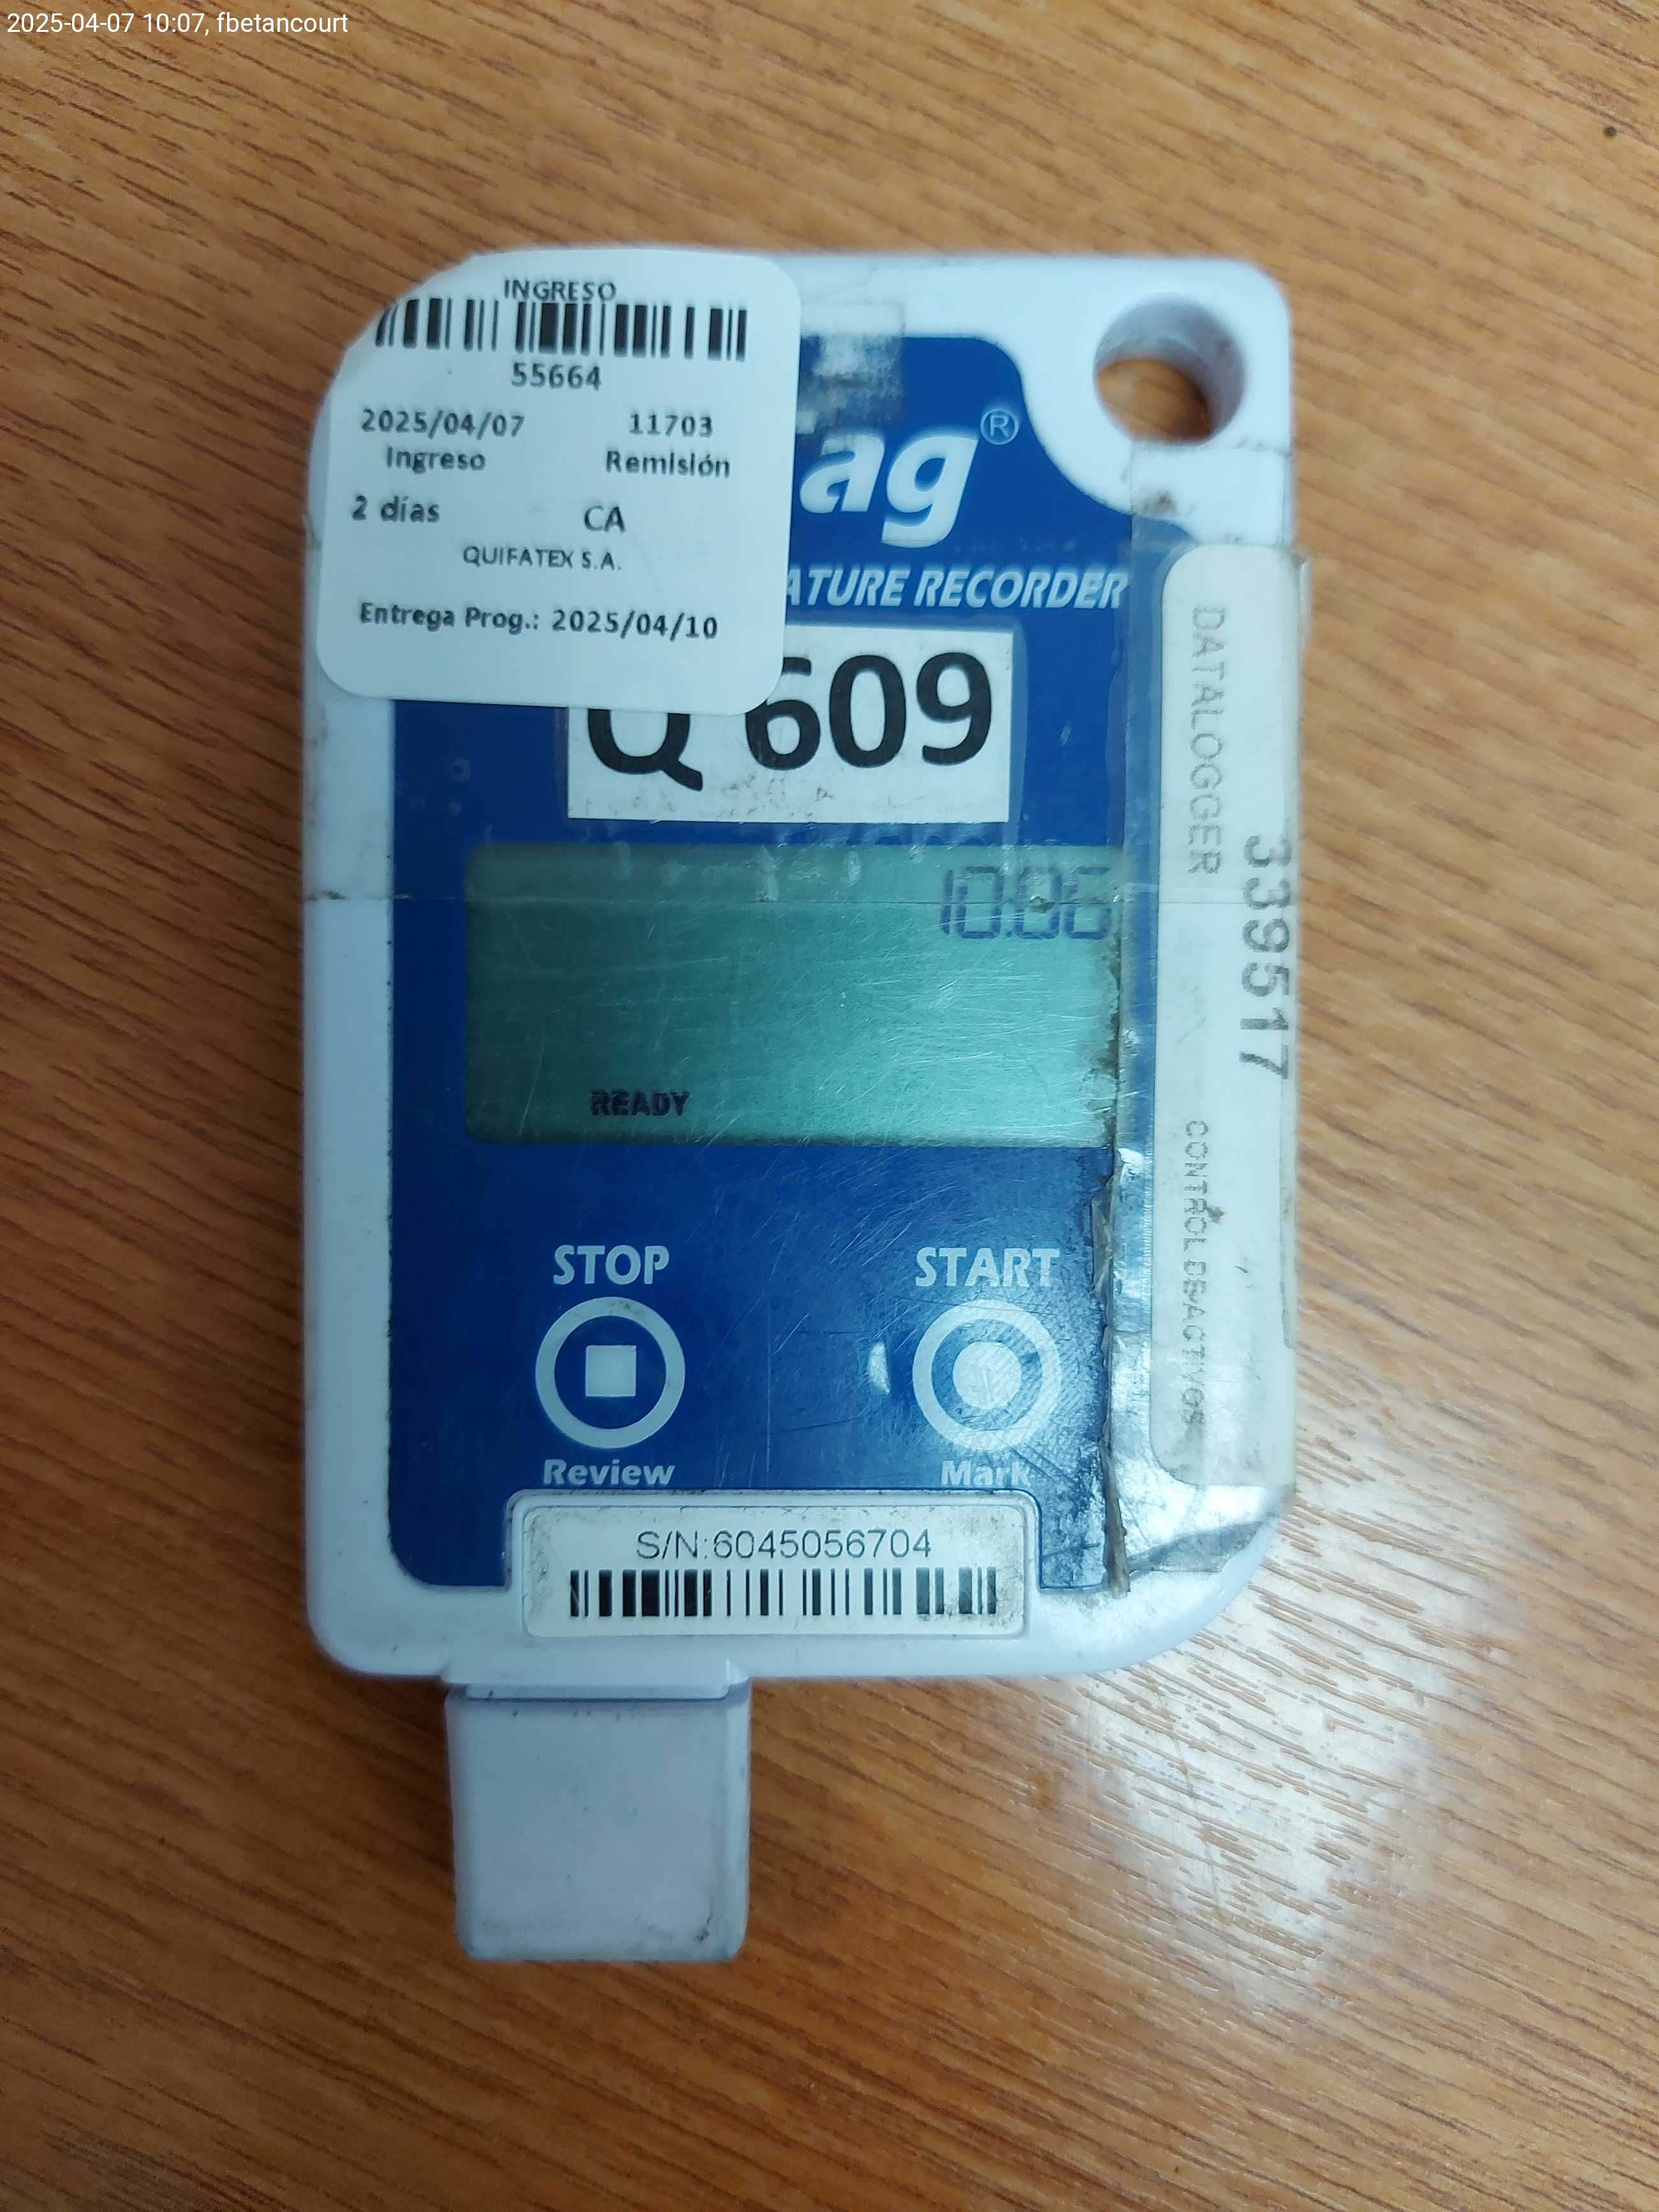 2025-04-07 10:07, fbetancourt
INGRESO
55664
2025/04/07 11703
Ingreso Remisión
2 días CA
QUIFATEX S.A.
Entrega Prog.: 2025/04/10
ag®
ATURE RECORDER
Q 609
10:06
READY
STOP START
Review Mark
S/N:6045056704
DATALOGGER
339517
CONTROL DE ACTIVOS